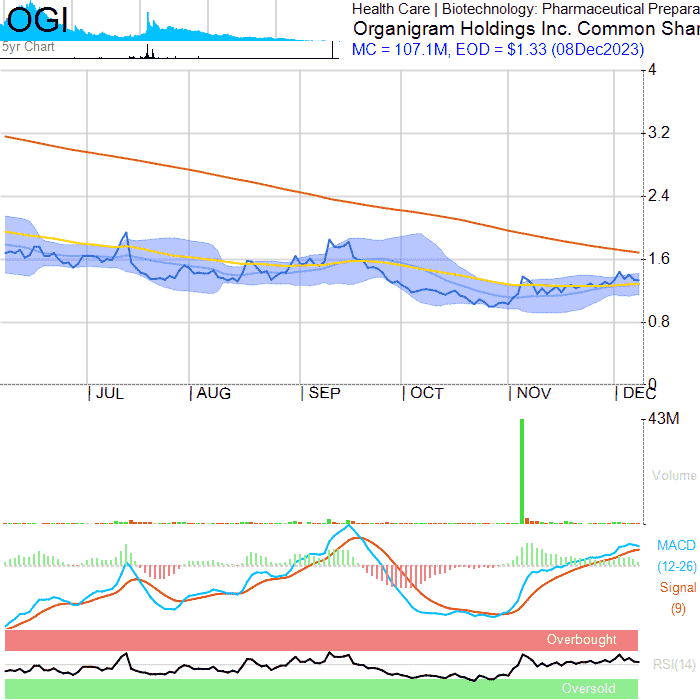 OGI
5yr Chart
Health Care | Biotechnology: Pharmaceutical Prepara
Organigram Holdings Inc. Common Shar
MC = 107.1M, EOD = $1.33 (08Dec2023)
4
3.2
2.4
1.6
0.8
0
JUL AUG SEP OCT NOV DEC
43M
Volume
MACD
(12-26)
Signal
(9)
Overbought
RSI(14)
Oversold